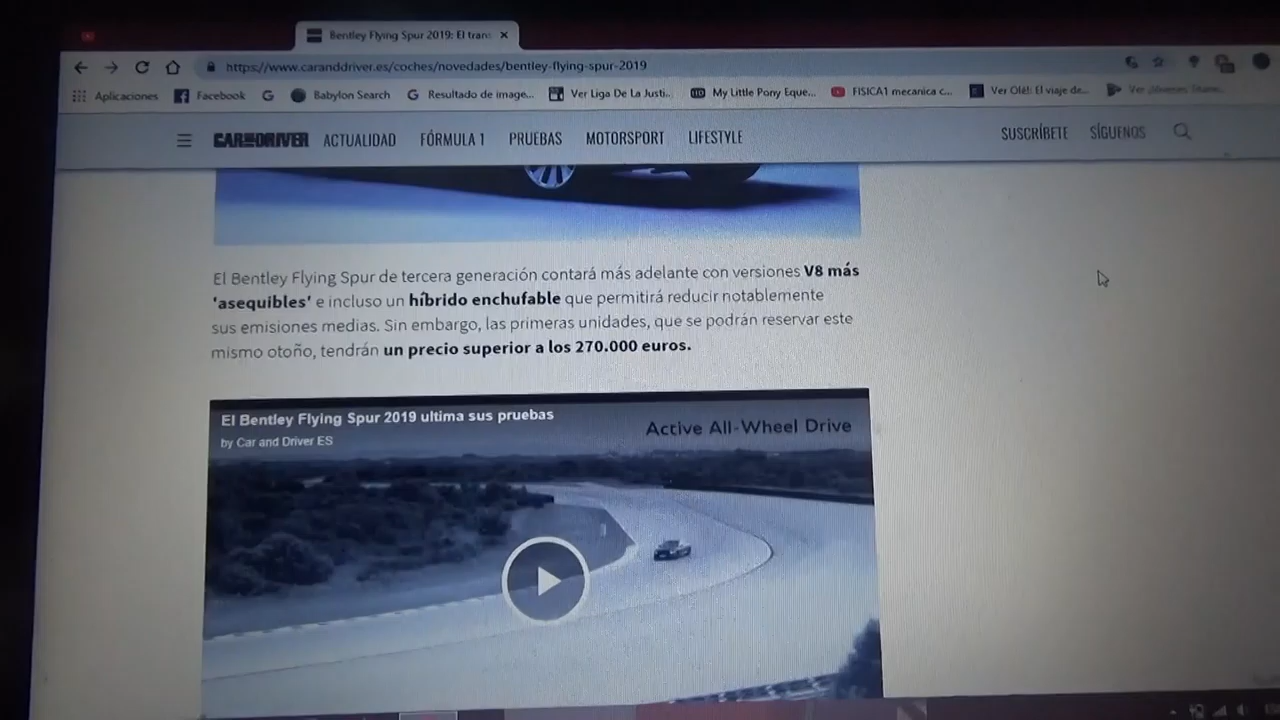 Bentley Flying Spur 2019: El trans
https://www.caranddriver.es/coches/novedades/bentley-flying-spur-2019
Aplicaciones Facebook Babylon Search Resultado de image... Ver Liga De La Justi... My Little Pony Eque... FISICA1 mecanica c... Ver Olé!: El viaje de...
CAR AND DRIVER ACTUALIDAD FÓRMULA 1 PRUEBAS MOTORSPORT LIFESTYLE SUSCRÍBETE SÍGUENOS
El Bentley Flying Spur de tercera generación contará más adelante con versiones V8 más
'asequibles' e incluso un híbrido enchufable que permitirá reducir notablemente
sus emisiones medias. Sin embargo, las primeras unidades, que se podrán reservar este
mismo otoño, tendrán un precio superior a los 270.000 euros.
El Bentley Flying Spur 2019 ultima sus pruebas
by Car and Driver ES
Active All-Wheel Drive